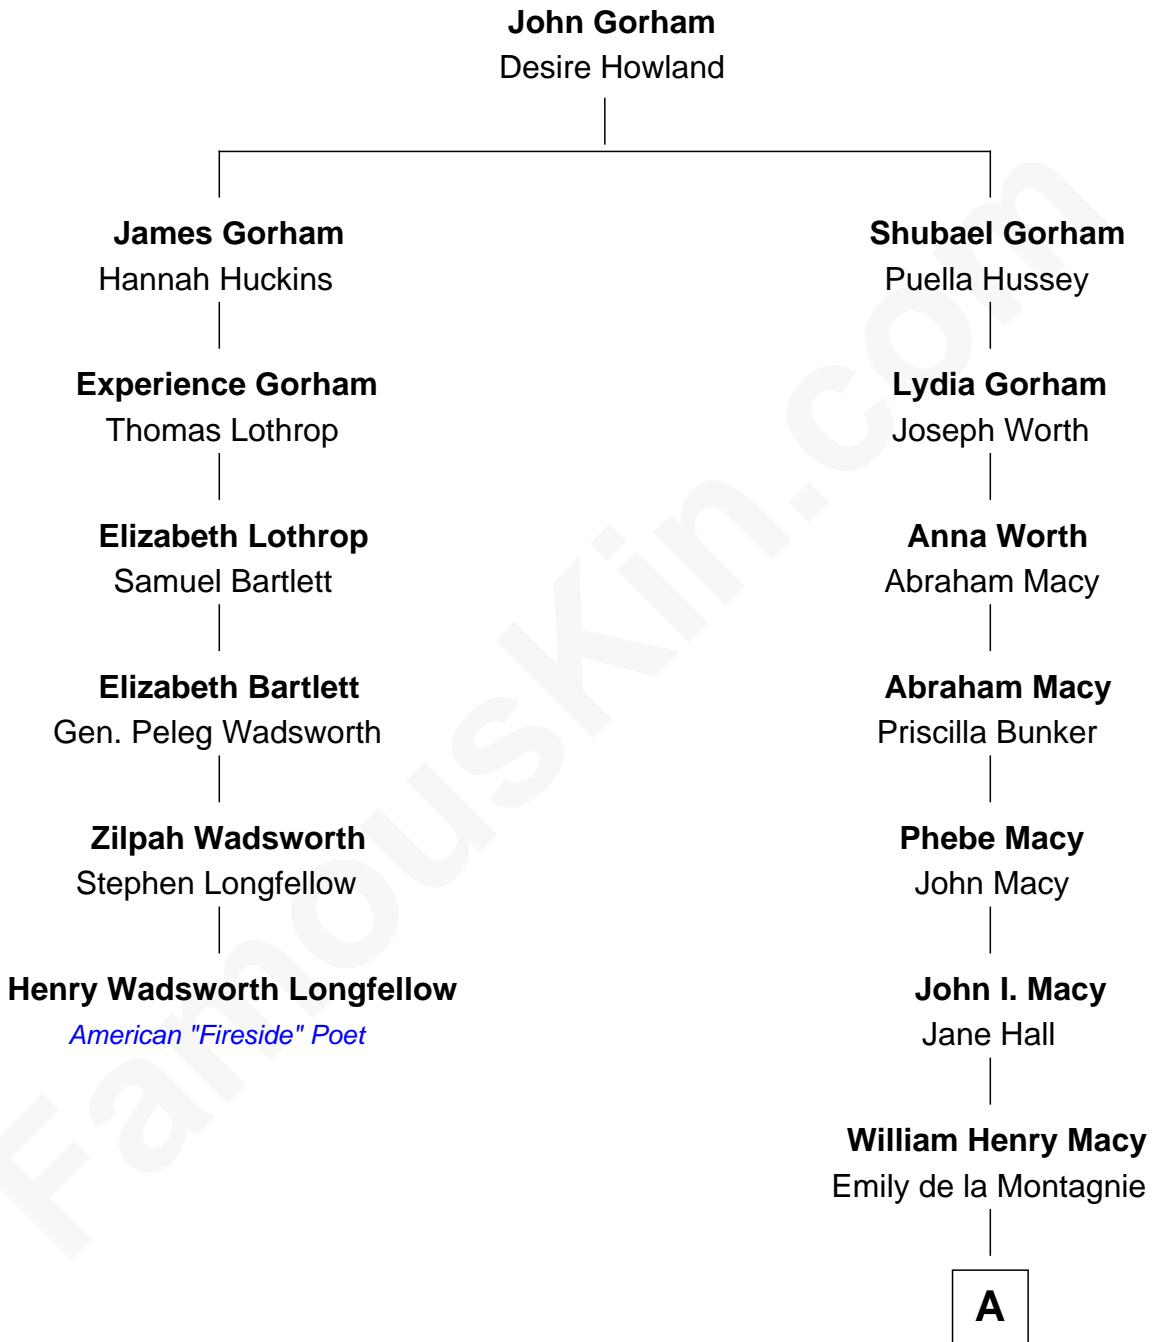 John Gorham
Desire Howland
James Gorham
Hannah Huckins
Shubael Gorham
Puella Hussey
Experience Gorham
Thomas Lothrop
Lydia Gorham
Joseph Worth
Elizabeth Lothrop
Samuel Bartlett
Anna Worth
Abraham Macy
Elizabeth Bartlett
Gen. Peleg Wadsworth
Abraham Macy
Priscilla Bunker
Zilpah Wadsworth
Stephen Longfellow
Phebe Macy
John Macy
Henry Wadsworth Longfellow
American "Fireside" Poet
John I. Macy
Jane Hall
William Henry Macy
Emily de la Montagnie
A
FamousKin.com